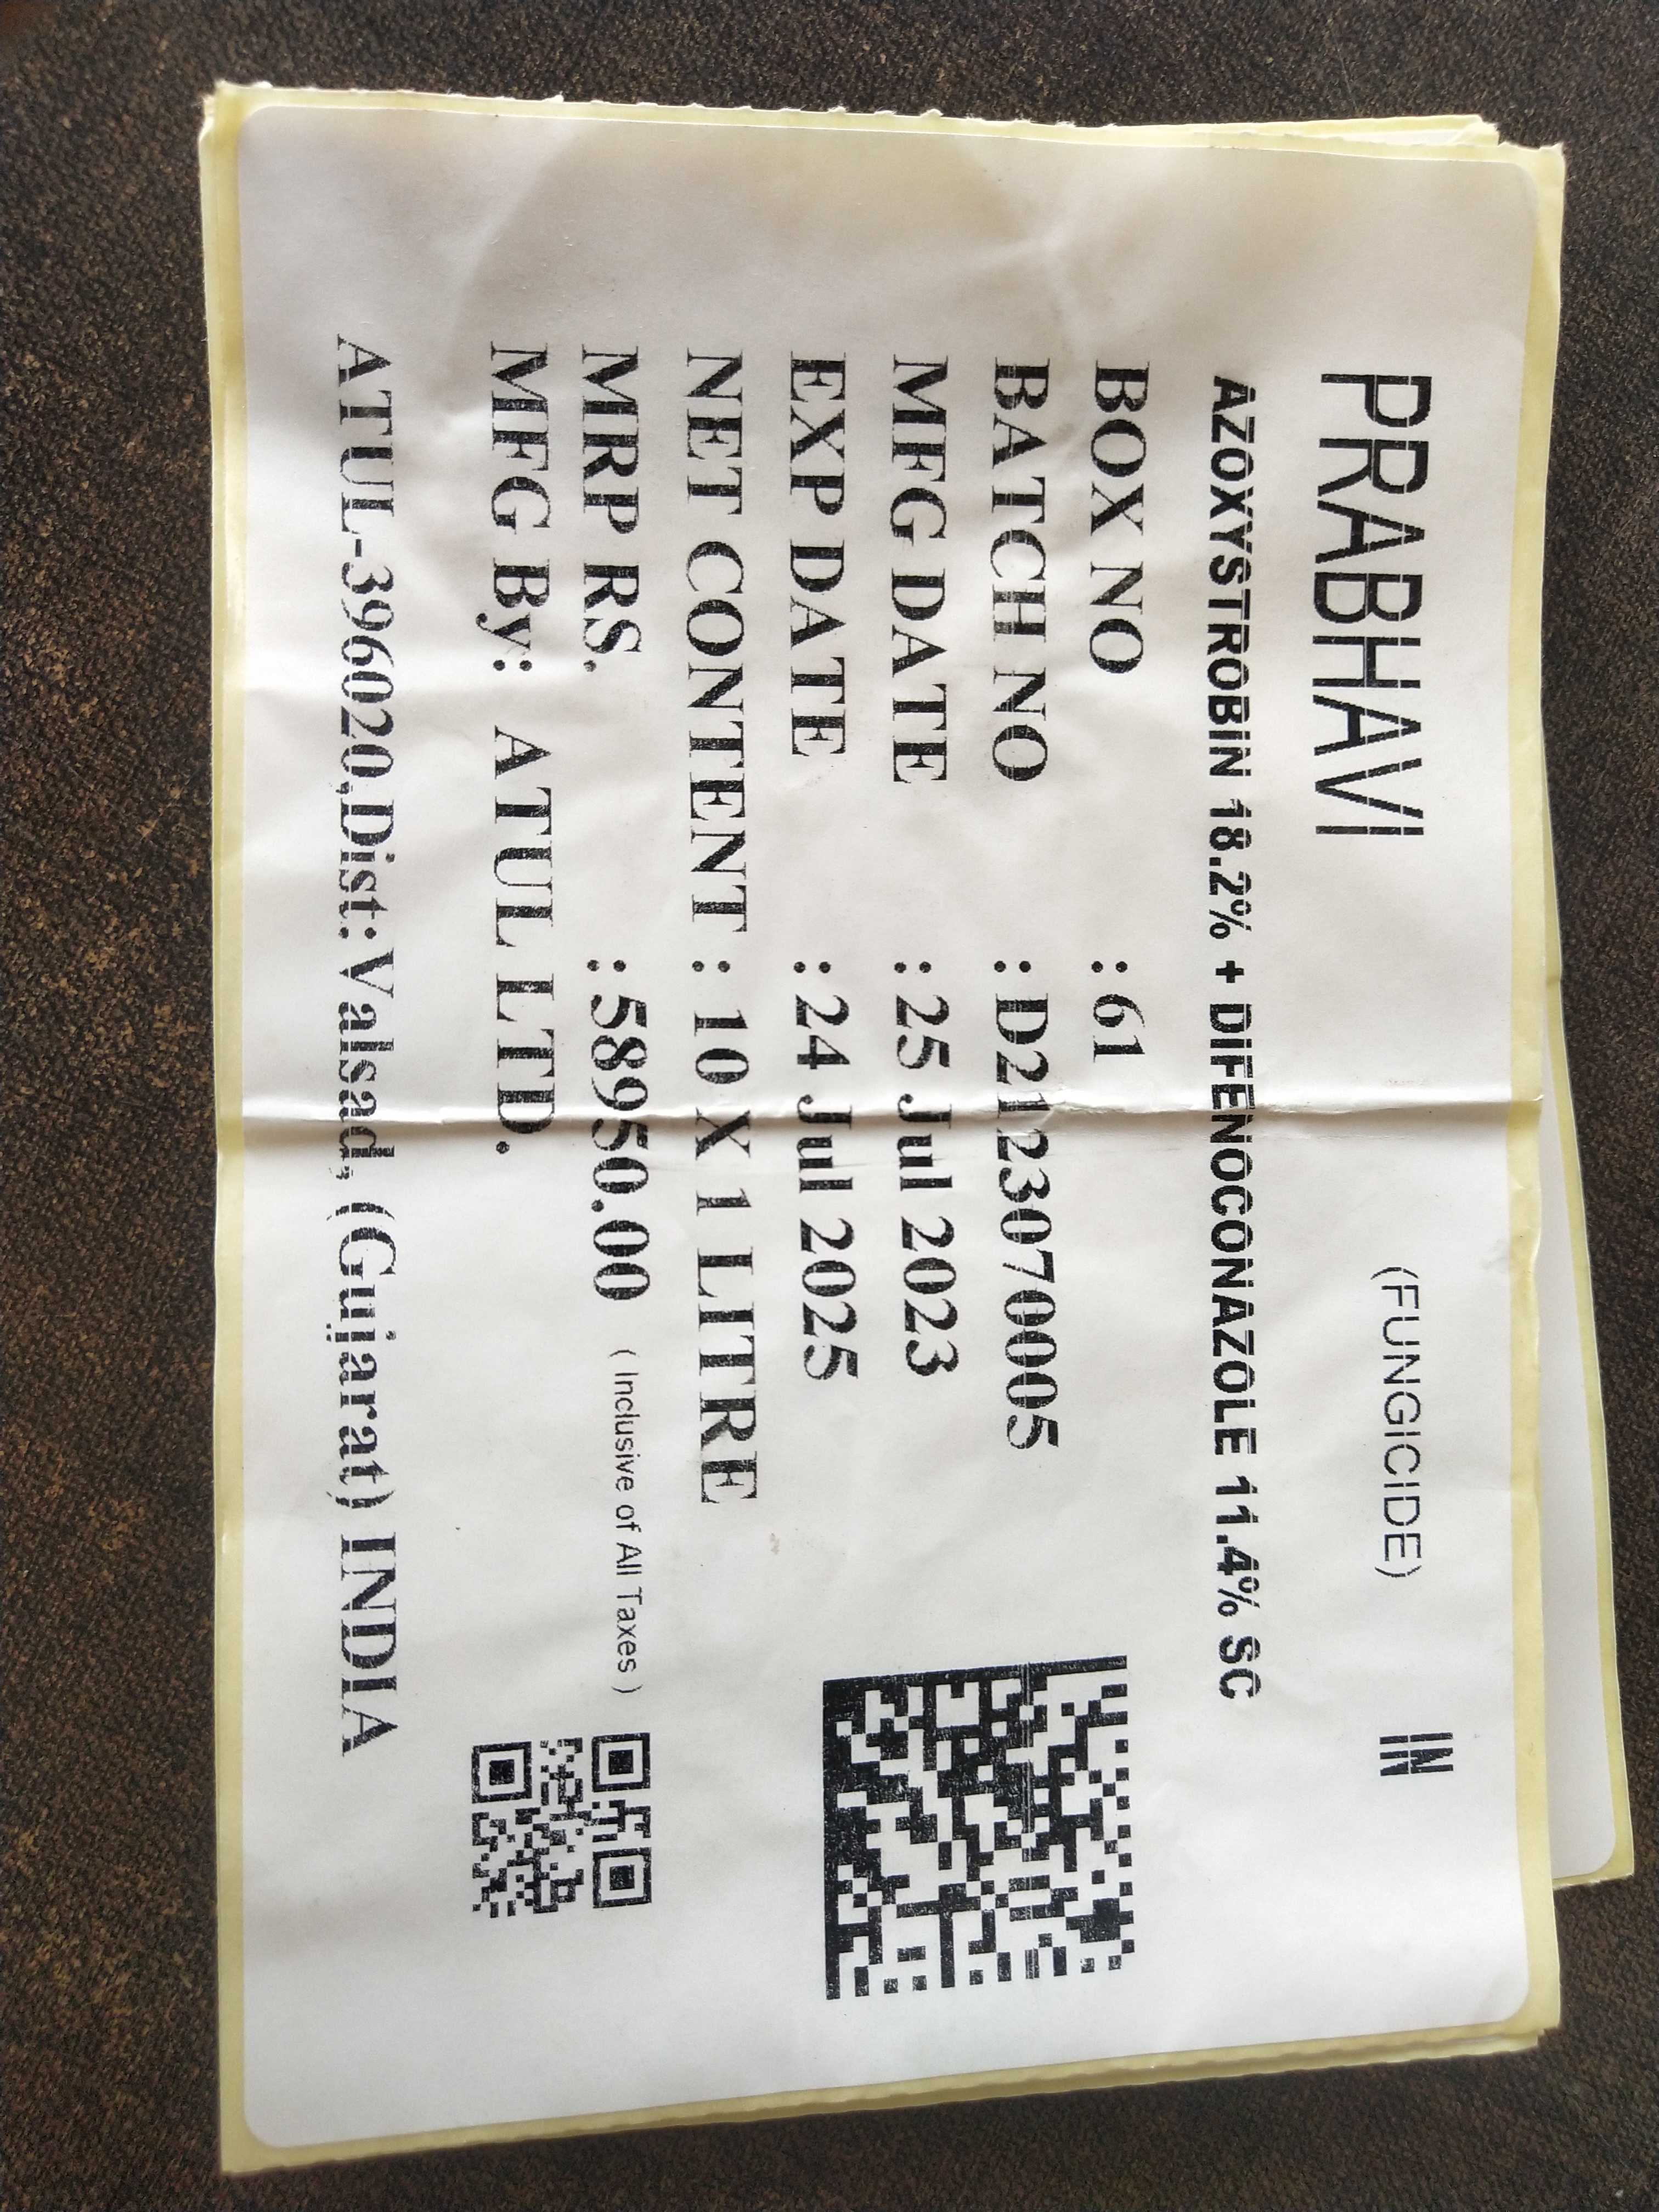 PRABHAVI (FUNGICIDE) IN
AZOXYSTROBIN 18.2% + DIFENOCONAZOLE 11.4% SC
BOX NO : 61
BATCH NO : D2123070005
MFG DATE : 25 Jul 2023
EXP DATE : 24 Jul 2025
NET CONTENT : 10 X 1 LITRE
MRP RS. : 58950.00 ( Inclusive of All Taxes )
MFG By: ATUL LTD.
ATUL-396020,Dist:Valsad, (Gujarat) INDIA